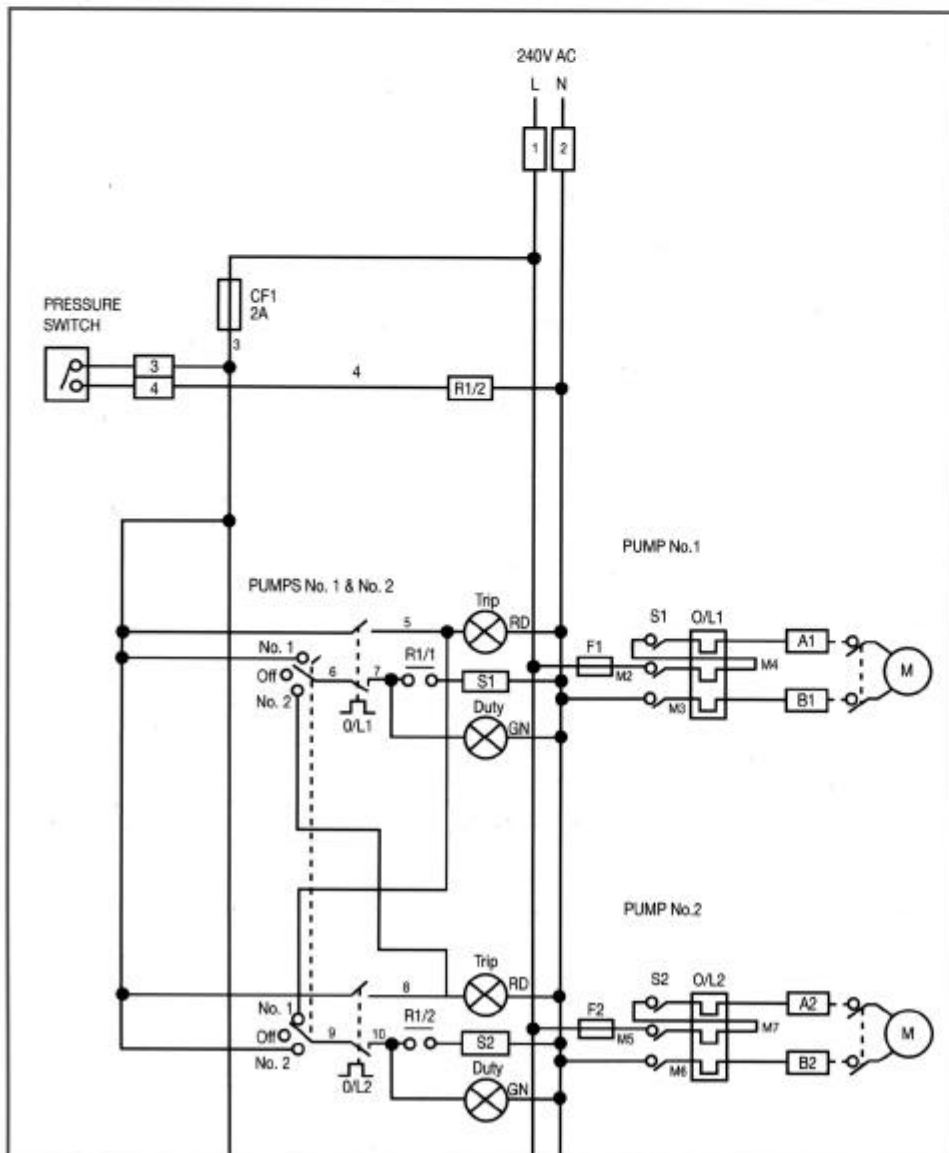 240V AC
L N
1 2
CF1
2A
3
PRESSURE
SWITCH
3
4
4
R1/2
PUMP No.1
PUMPS No. 1 & No. 2
Trip
RD
5
S1 O/L1
A1
No. 1
R1/1
F1
M2
M4
M
Off
6
7
S1
No. 2
Duty
M3
B1
O/L1
GN
PUMP No.2
Trip
RD
8
S2 O/L2
A2
No. 1
R1/2
F2
M5
M7
M
Off
9
10
S2
No. 2
Duty
M6
B2
O/L2
GN